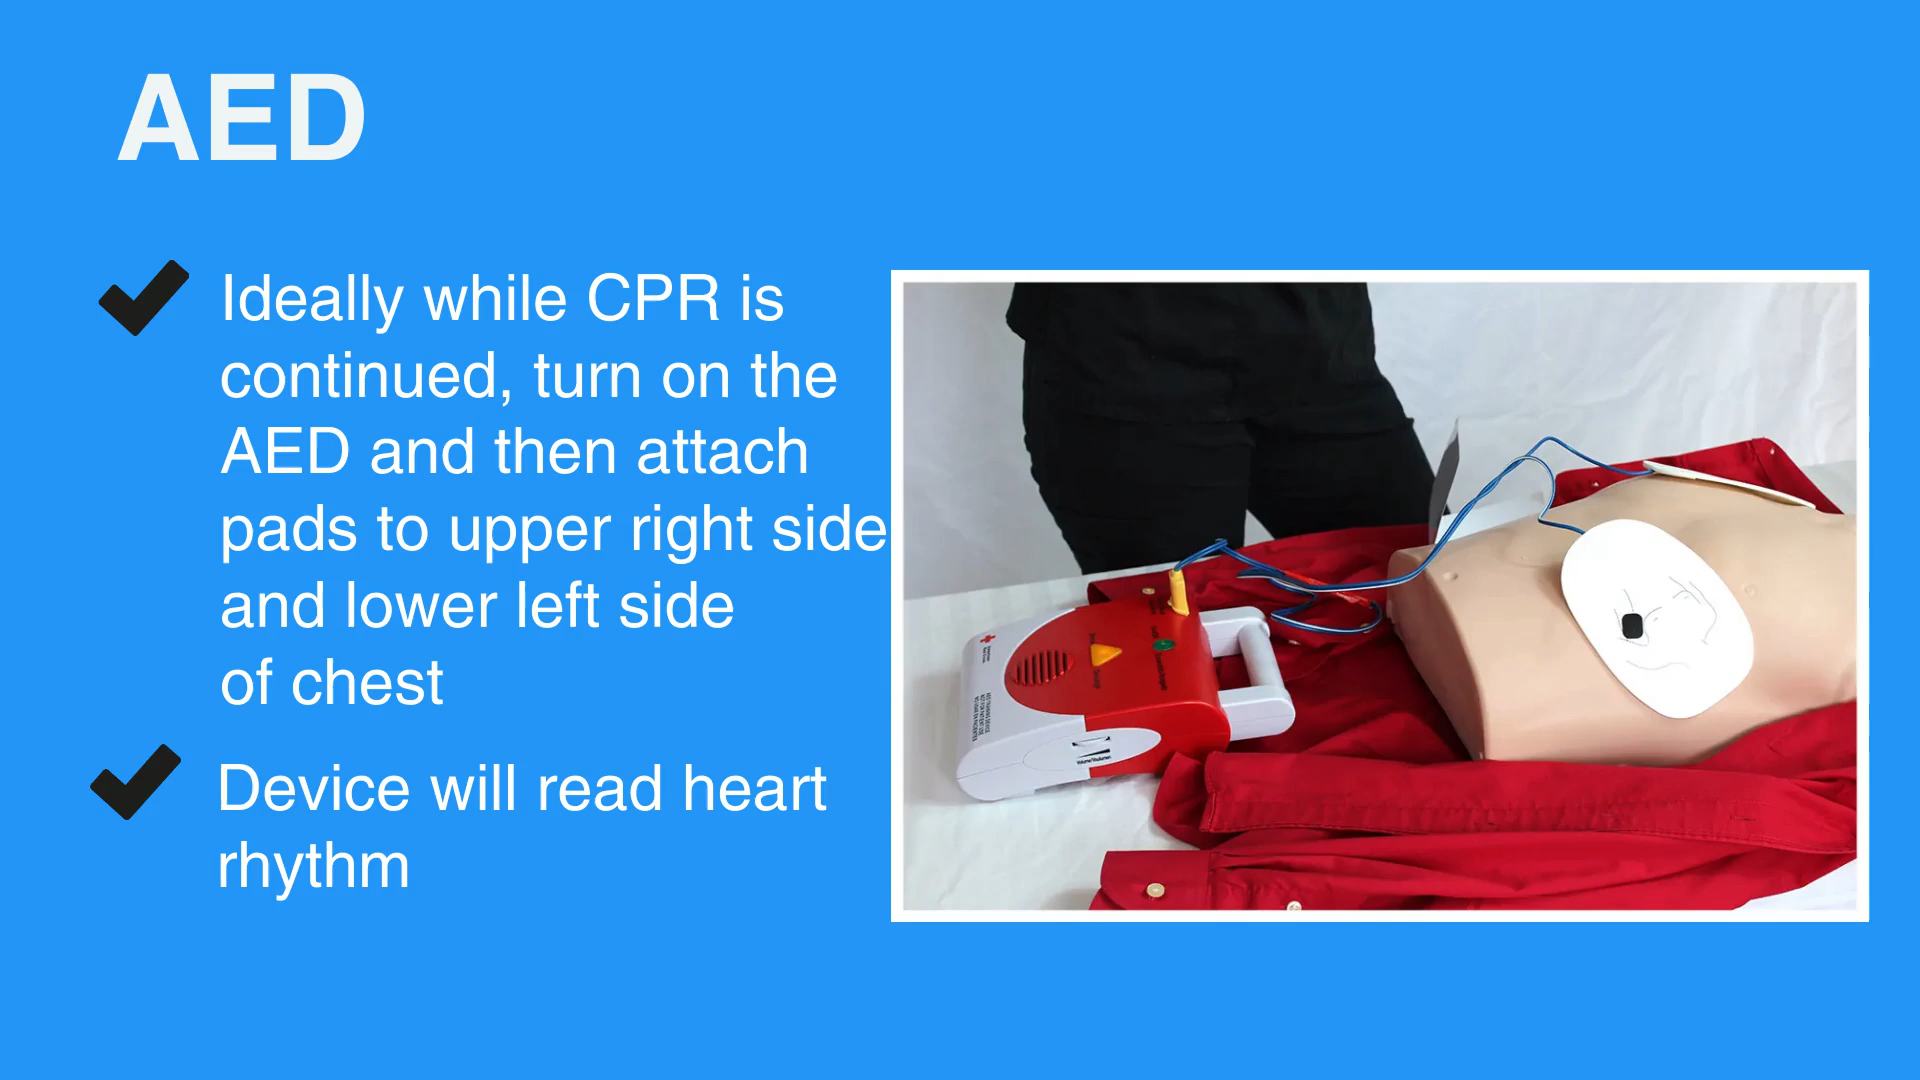 AED
Ideally while CPR is
continued, turn on the
AED and then attach
pads to upper right side
and lower left side
of chest
Device will read heart
rhythm